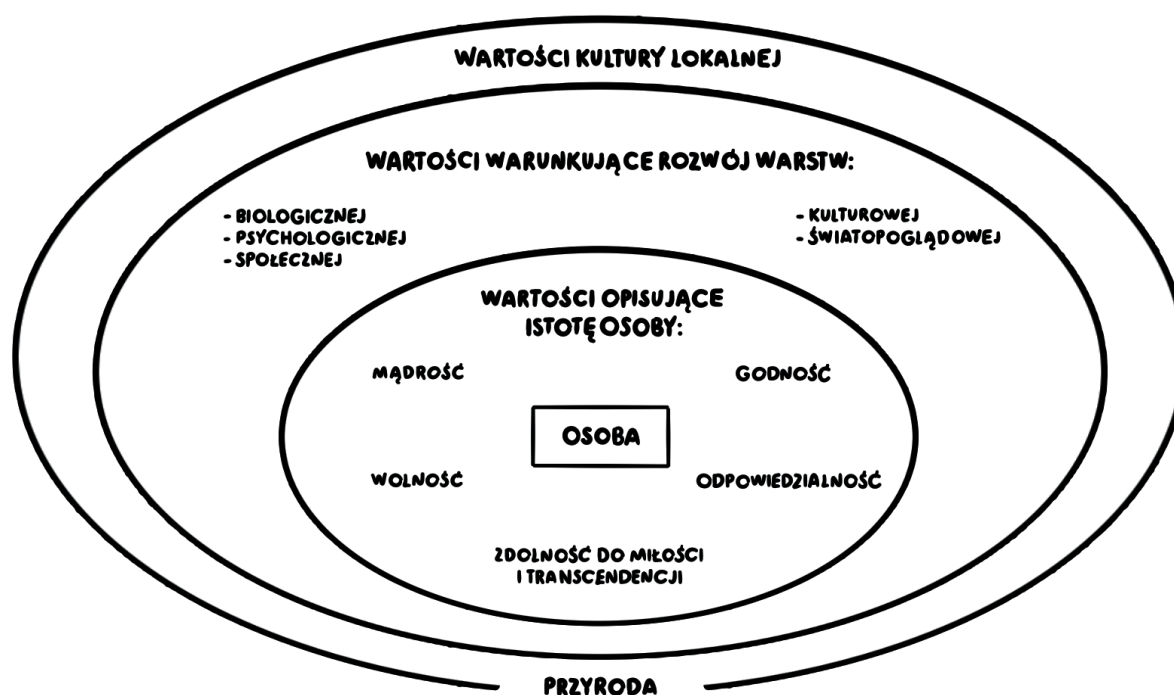 WARTOŚCI KULTURY LOKALNEJ
WARTOŚCI WARUNKUJĄCE ROZWÓJ WARSTW:
- BIOLOGICZNEJ
- PSYCHOLOGICZNEJ
- SPOŁECZNEJ
- KULTUROWEJ
- ŚWIATOPOGLĄDOWEJ
WARTOŚCI OPISUJĄCE
ISTOTĘ OSOBY:
MĄDROŚĆ
GODNOŚĆ
OSOBA
WOLNOŚĆ
ODPOWIEDZIALNOŚĆ
ZDOLNOŚĆ DO MIŁOŚCI
I TRANSCENDENCJI
PRZYRODA